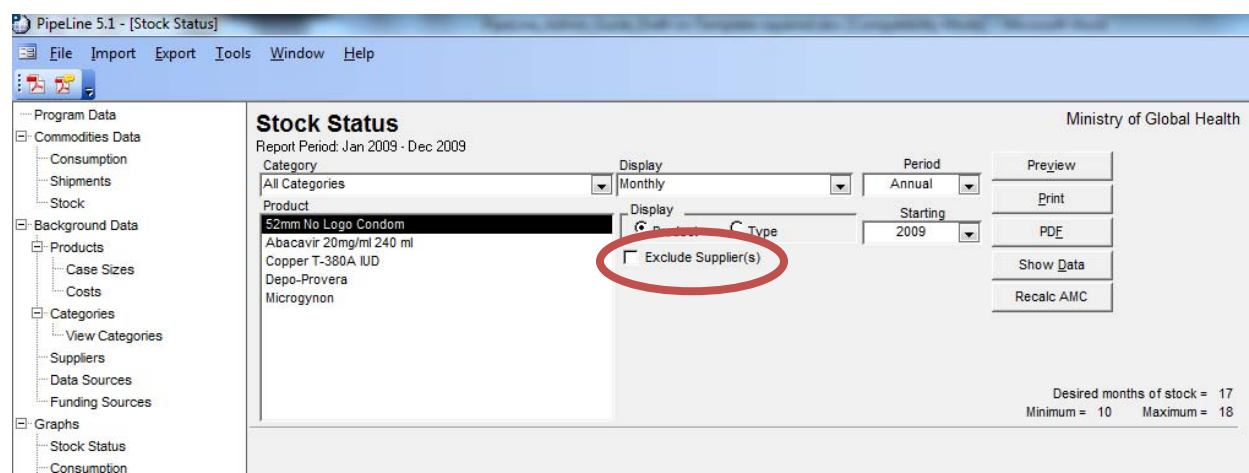 PipeLine 5.1 - [Stock Status]
File Import Export Tools Window Help
Program Data
Commodities Data
Consumption
Shipments
Stock
Background Data
Products
Case Sizes
Costs
Categories
View Categories
Suppliers
Data Sources
Funding Sources
Graphs
Stock Status
Consumption
Stock Status
Ministry of Global Health
Report Period: Jan 2009 - Dec 2009
Category
All Categories
Display
Monthly
Period
Annual
Product
52mm No Logo Condom
Abacavir 20mg/ml 240 ml
Copper T-380A IUD
Depo-Provera
Microgynon
Display
Product Type
Starting
2009
Exclude Supplier(s)
Preview
Print
PDF
Show Data
Recalc AMC
Desired months of stock = 17
Minimum = 10 Maximum = 18